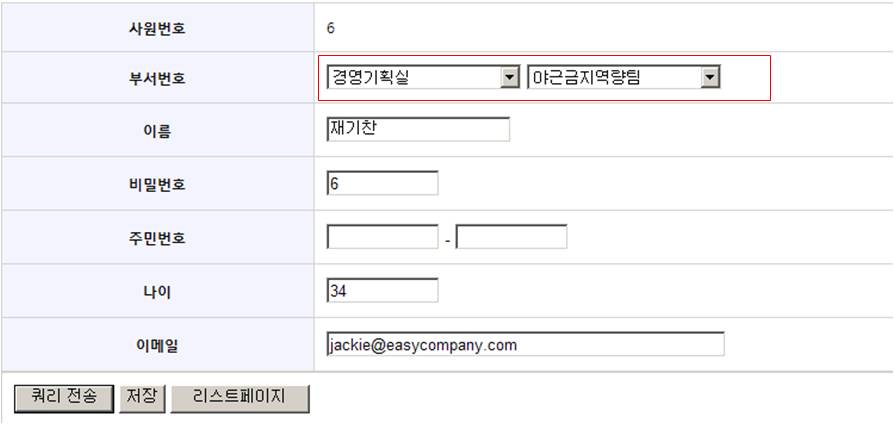 사원번호 6
부서번호 경영기획실 야근금지역량팀
이름 재기찬
비밀번호 6
주민번호 -
나이 34
이메일 jackie@easycompany.com
쿼리 전송 저장 리스트페이지